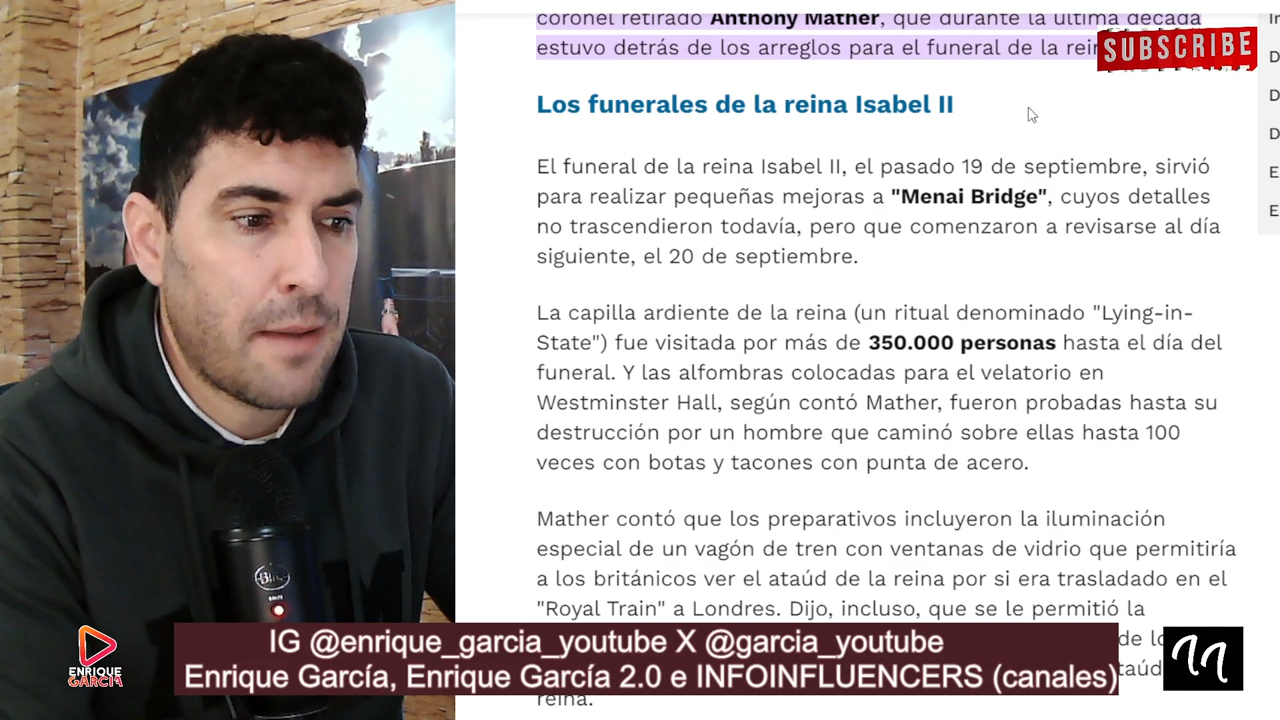 coronel retirado Anthony Mather, que durante la última década
estuvo detrás de los arreglos para el funeral de la
SUBSCRIBE
Los funerales de la reina Isabel II
El funeral de la reina Isabel II, el pasado 19 de septiembre, sirvió
para realizar pequeñas mejoras a "Menai Bridge", cuyos detalles
no trascendieron todavía, pero que comenzaron a revisarse al día
siguiente, el 20 de septiembre.
La capilla ardiente de la reina (un ritual denominado "Lying-in-
State") fue visitada por más de 350.000 personas hasta el día del
funeral. Y las alfombras colocadas para el velatorio en
Westminster Hall, según contó Mather, fueron probadas hasta su
destrucción por un hombre que caminó sobre ellas hasta 100
veces con botas y tacones con punta de acero.
Mather contó que los preparativos incluyeron la iluminación
especial de un vagón de tren con ventanas de vidrio que permitiría
a los británicos ver el ataúd de la reina por si era trasladado en el
"Royal Train" a Londres. Dijo, incluso, que se le permitió la
reina.
IG @enrique_garcia_youtube X @garcia_youtube
Enrique García, Enrique García 2.0 e INFOINFLUENCERS (canales)
ENRIQUE
GARCÍA